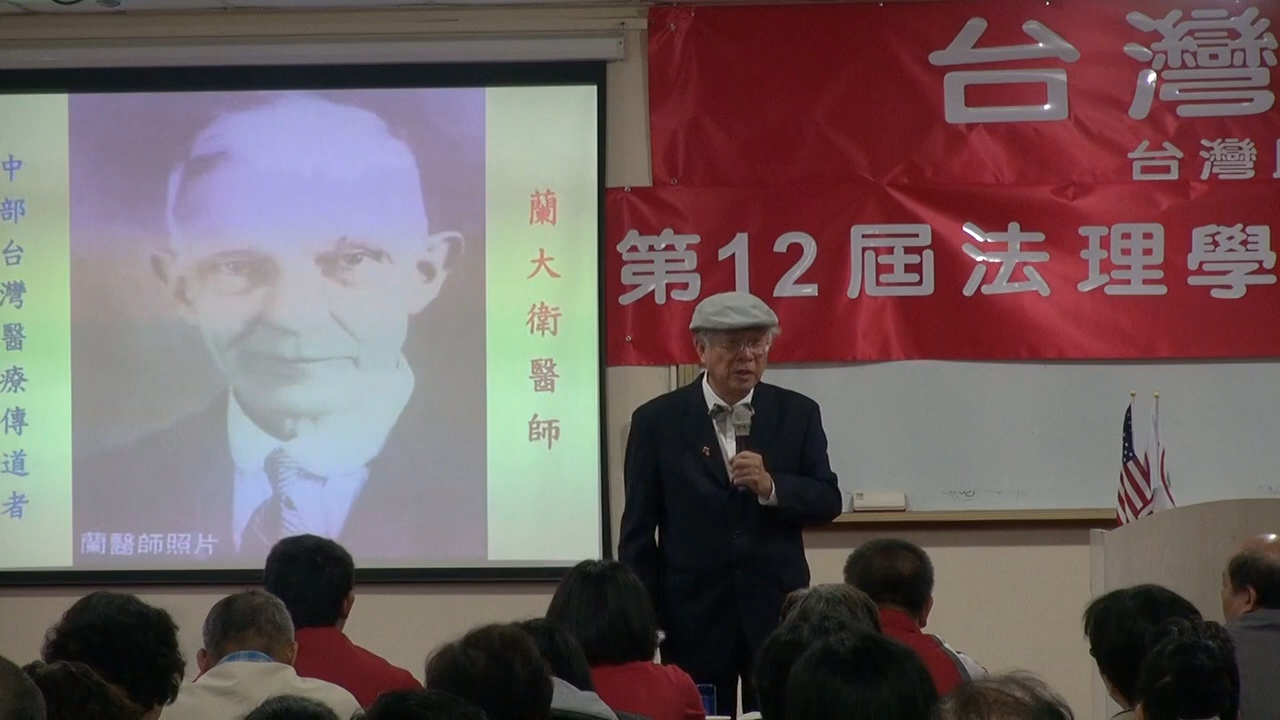 中部台灣醫療傳道者
蘭大衛醫師
蘭醫師照片
台灣
台灣
第12屆法理學